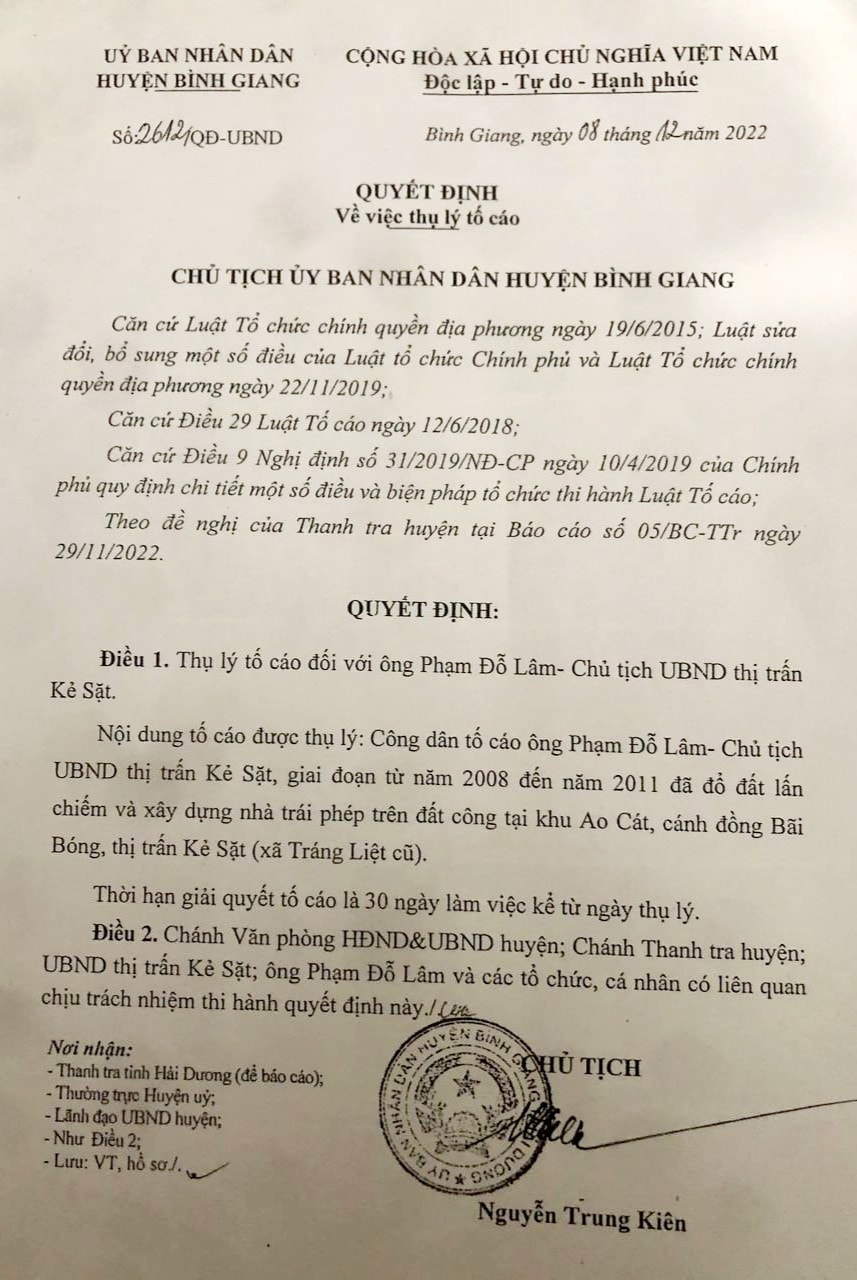 UỶ BAN NHÂN DÂN
HUYỆN BÌNH GIANG
CỘNG HÒA XÃ HỘI CHỦ NGHĨA VIỆT NAM
Độc lập - Tự do - Hạnh phúc
Số:2612/QĐ-UBND
Bình Giang, ngày 08 tháng 12 năm 2022
QUYẾT ĐỊNH
Về việc thụ lý tố cáo
CHỦ TỊCH ỦY BAN NHÂN DÂN HUYỆN BÌNH GIANG
Căn cứ Luật Tổ chức chính quyền địa phương ngày 19/6/2015; Luật sửa
đổi, bổ sung một số điều của Luật tổ chức Chính phủ và Luật Tổ chức chính
quyền địa phương ngày 22/11/2019;
Căn cứ Điều 29 Luật Tố cáo ngày 12/6/2018;
Căn cứ Điều 9 Nghị định số 31/2019/NĐ-CP ngày 10/4/2019 của Chính
phủ quy định chi tiết một số điều và biện pháp tổ chức thi hành Luật Tố cáo;
Theo đề nghị của Thanh tra huyện tại Báo cáo số 05/BC-TTr ngày
29/11/2022.
QUYẾT ĐỊNH:
Điều 1. Thụ lý tố cáo đối với ông Phạm Đỗ Lâm- Chủ tịch UBND thị trấn
Kẻ Sặt.
Nội dung tố cáo được thụ lý: Công dân tố cáo ông Phạm Đỗ Lâm- Chủ tịch
UBND thị trấn Kẻ Sặt, giai đoạn từ năm 2008 đến năm 2011 đã đổ đất lấn
chiếm và xây dựng nhà trái phép trên đất công tại khu Ao Cát, cánh đồng Bãi
Bóng, thị trấn Kẻ Sặt (xã Tráng Liệt cũ).
Thời hạn giải quyết tố cáo là 30 ngày làm việc kể từ ngày thụ lý.
Điều 2. Chánh Văn phòng HĐND&UBND huyện; Chánh Thanh tra huyện;
UBND thị trấn Kẻ Sặt; ông Phạm Đỗ Lâm và các tổ chức, cá nhân có liên quan
chịu trách nhiệm thi hành quyết định này./
Nơi nhận:
- Thanh tra tỉnh Hải Dương (để báo cáo);
- Thường trực Huyện uỷ;
- Lãnh đạo UBND huyện;
- Như Điều 2;
- Lưu: VT, hồ sơ./.
CHỦ TỊCH
ỦY BAN NHÂN DÂN HUYỆN BÌNH GIANG
Nguyễn Trung Kiên